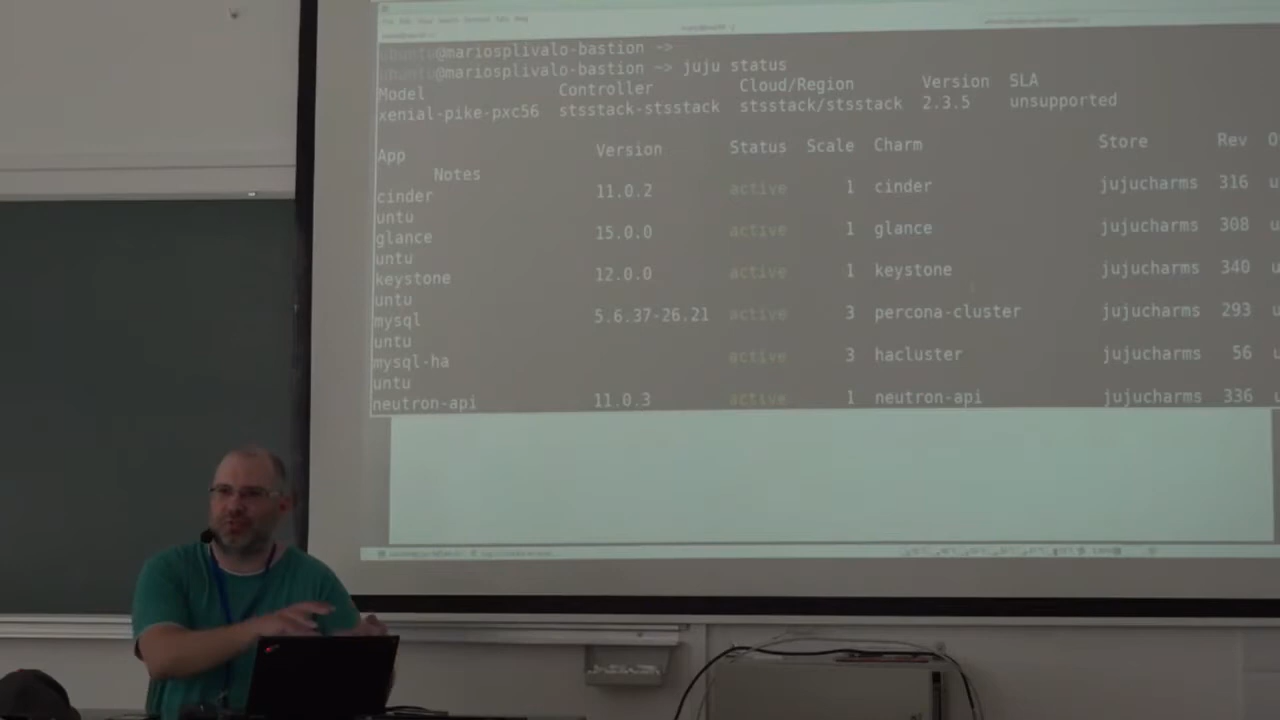 ubuntu@mariosplivalo-bastion ~>
ubuntu@mariosplivalo-bastion ~> juju status
Model Controller Cloud/Region Version SLA
xenial-pike-pxc56 stsstack-stsstack stsstack/stsstack 2.3.5 unsupported
App Version Status Scale Charm Store Rev
Notes
cinder 11.0.2 active 1 cinder jujucharms 316 u
untu
glance 15.0.0 active 1 glance jujucharms 308 u
untu
keystone 12.0.0 active 1 keystone jujucharms 340 u
untu
mysql 5.6.37-26.21 active 3 percona-cluster jujucharms 293 u
untu
mysql-ha active 3 hacluster jujucharms 56 u
untu
neutron-api 11.0.3 active 1 neutron-api jujucharms 336 u